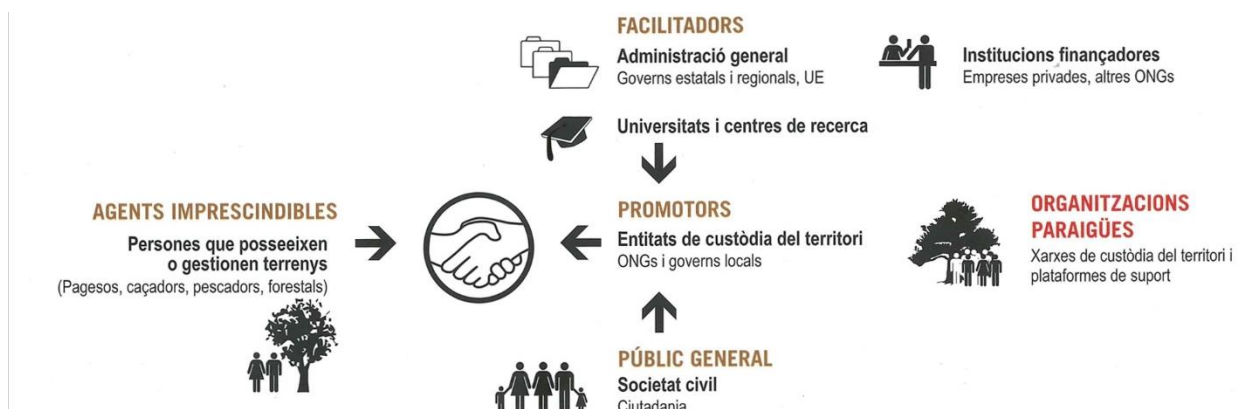 FACILITADORS
Administració general
Governs estatals i regionals, UE
Institucions finançadores
Empreses privades, altres ONGs
Universitats i centres de recerca
AGENTS IMPRESCINDIBLES
Persones que posseeixen
o gestionen terrenys
(Pagesos, caçadors, pescadors, forestals)
PROMOTORS
Entitats de custòdia del territori
ONGs i governs locals
ORGANITZACIONS
PARAIGÜES
Xarxes de custòdia del territori i
plataformes de suport
PÚBLIC GENERAL
Societat civil
Ciutadania